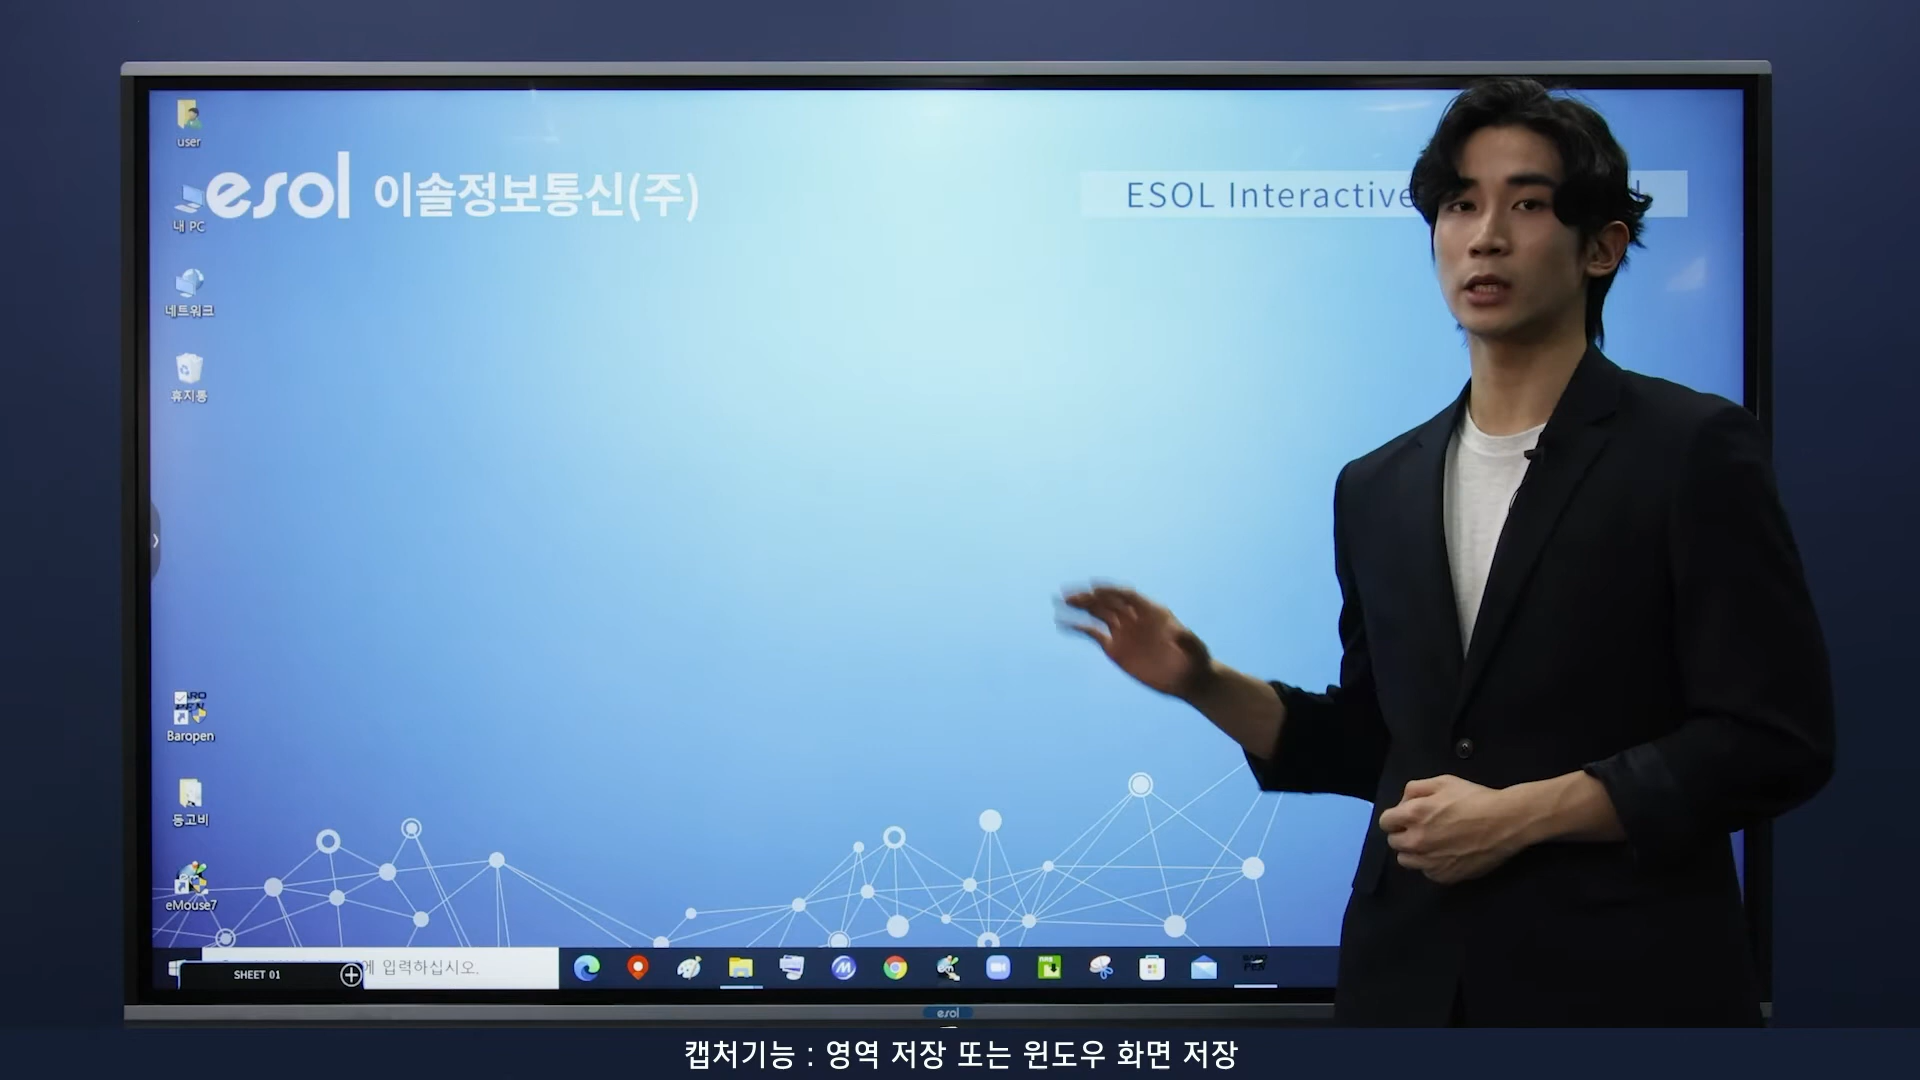 user
esol 이솔정보통신(주)
ESOL Interactive
내 PC
네트워크
휴지통
Baropen
동고비
eMouse7
SHEET 01
에 입력하십시오.
esol
캡처기능 : 영역 저장 또는 윈도우 화면 저장